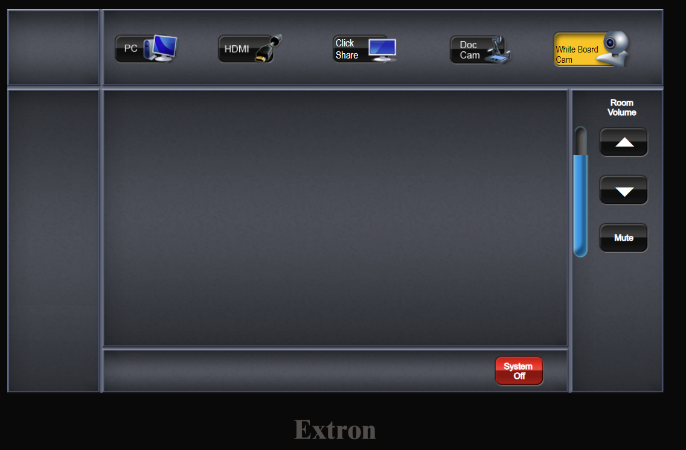 PC
HDMI
Click
Share
Doc
Cam
White Board
Cam
Room
Volume
Mute
System
Off
Extron